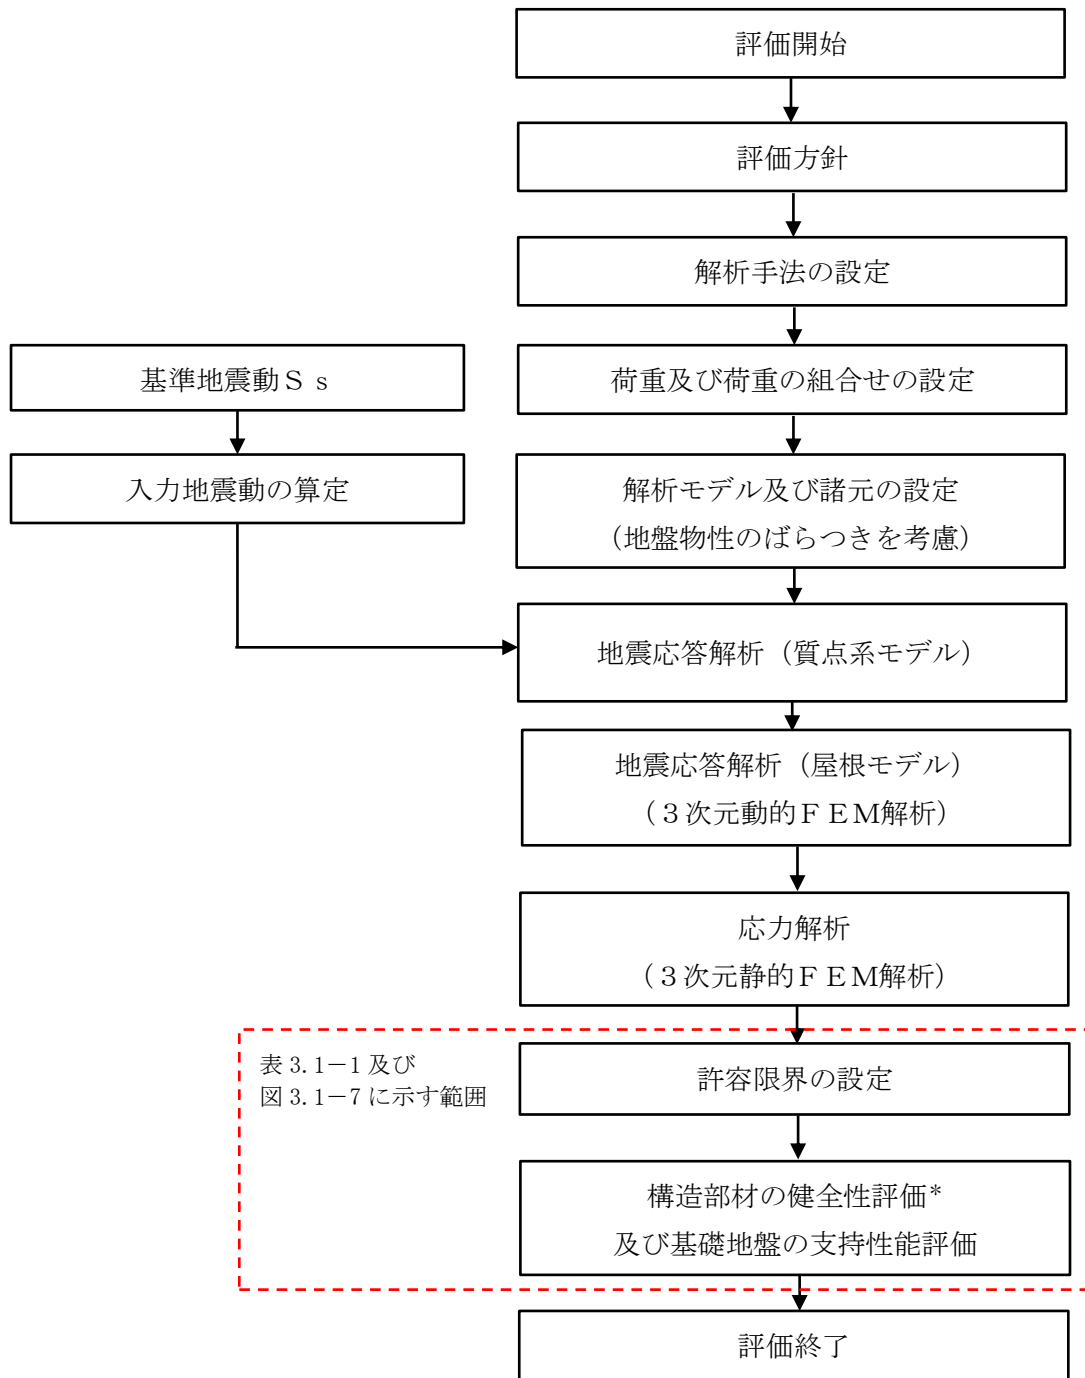 評価開始
評価方針
解析手法の設定
荷重及び荷重の組合せの設定
基準地震動Ｓｓ
入力地震動の算定
解析モデル及び諸元の設定
（地盤物性のばらつきを考慮）
地震応答解析（質点系モデル）
地震応答解析（屋根モデル）
（３次元動的ＦＥＭ解析）
応力解析
（３次元静的ＦＥＭ解析）
表 3.1－1 及び
図 3.1－7 に示す範囲
許容限界の設定
構造部材の健全性評価*
及び基礎地盤の支持性能評価
評価終了